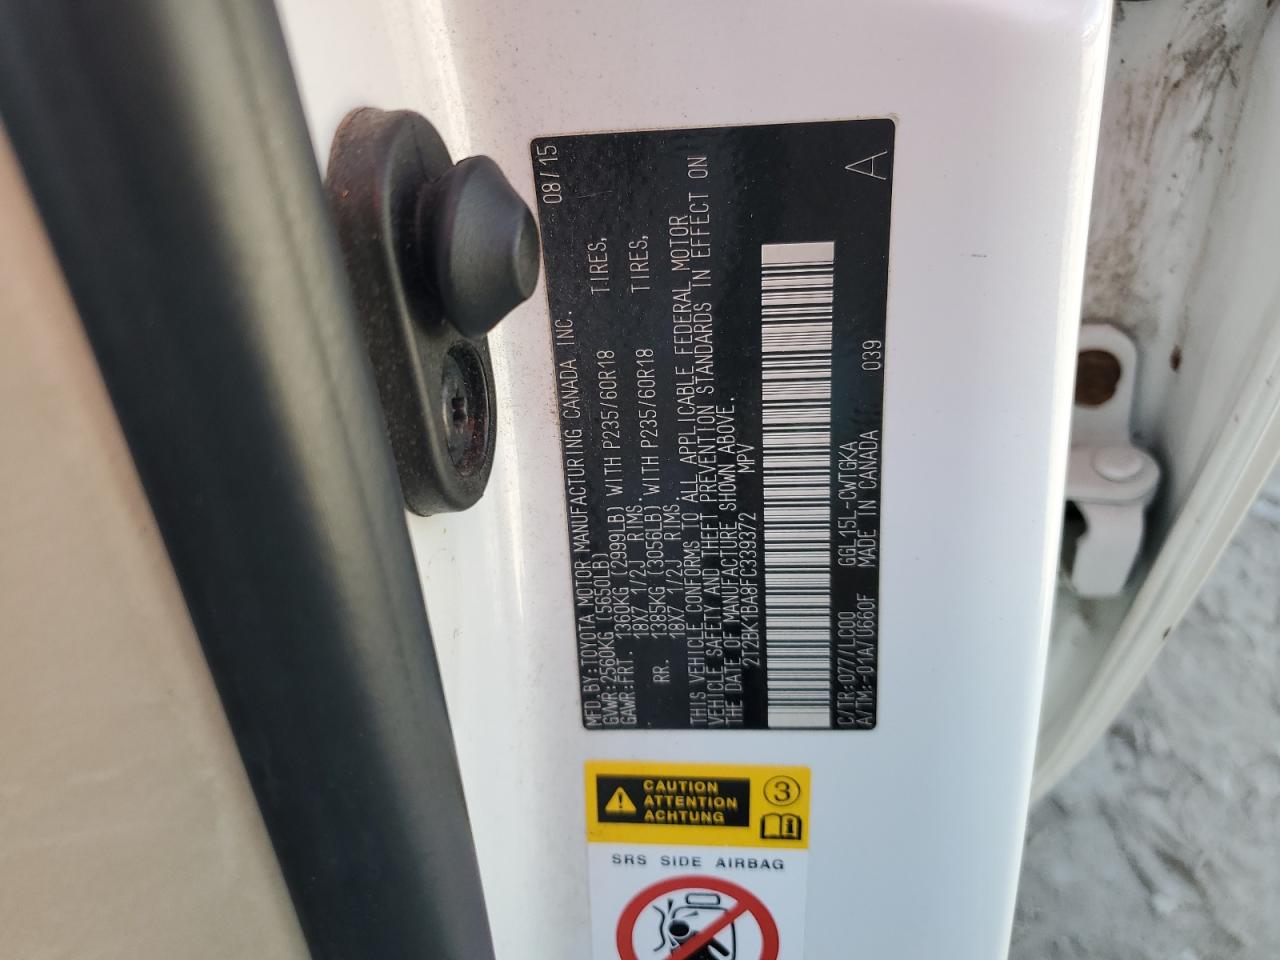 MFD.BY:TOYOTA MOTOR MANUFACTURING CANADA INC. 08/15
GVWR:2560KG (5650LB)
GAWR:FRT. 1360KG (2999LB) WITH P235/60R18 TIRES,
18X7 1/2J RIMS.
RR. 1385KG (3056LB) WITH P235/60R18 TIRES,
18X7 1/2J RIMS.
THIS VEHICLE CONFORMS TO ALL APPLICABLE FEDERAL MOTOR
VEHICLE SAFETY AND THEFT PREVENTION STANDARDS IN EFFECT ON
THE DATE OF MANUFACTURE SHOWN ABOVE.
2T2BK1BA8FC339372 MPV
C/TR:077/LC00 GGL15L-CWTGKA 039 A
A/TM:-01A/U660F MADE IN CANADA
CAUTION
ATTENTION
ACHTUNG
3
SRS SIDE AIRBAG